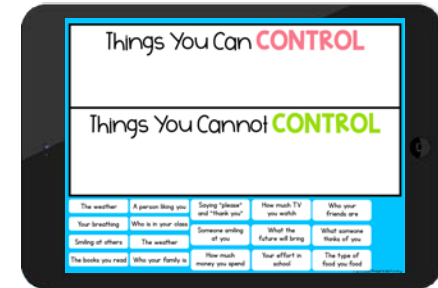 Things You Can CONTROL
Things You Cannot CONTROL
The weather
A person liking you
Saying "please"
and "thank you"
How much TV
you watch
Who your
friends are
Your breathing
Who is in your class
Someone smiling
at you
What the
future will bring
What someone
thinks of you
Smiling at others
The weather
The books you read
Who your family is
How much
money you spend
Your effort in
school
The type of
food you food